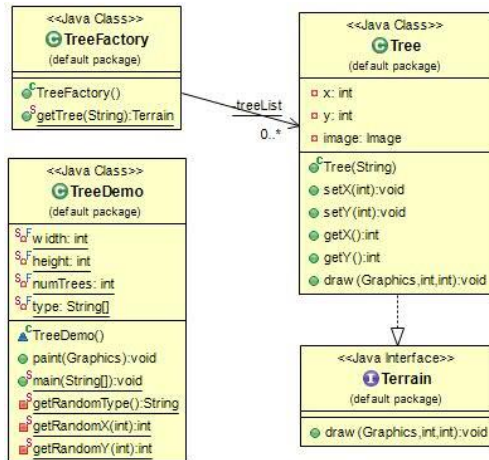 <<Java Class>>
TreeFactory
(default package)
TreeFactory()
getTree(String):Terrain
treeList
0..*
<<Java Class>>
Tree
(default package)
x: int
y: int
image: Image
Tree(String)
setX(int):void
setY(int):void
getX():int
getY():int
draw(Graphics,int,int):void
<<Java Class>>
TreeDemo
(default package)
width: int
height: int
numTrees: int
type: String[]
TreeDemo()
paint(Graphics):void
main(String[]):void
getRandomType():String
getRandomX(int):int
getRandomY(int):int
<<Java Interface>>
Terrain
(default package)
draw(Graphics,int,int):void